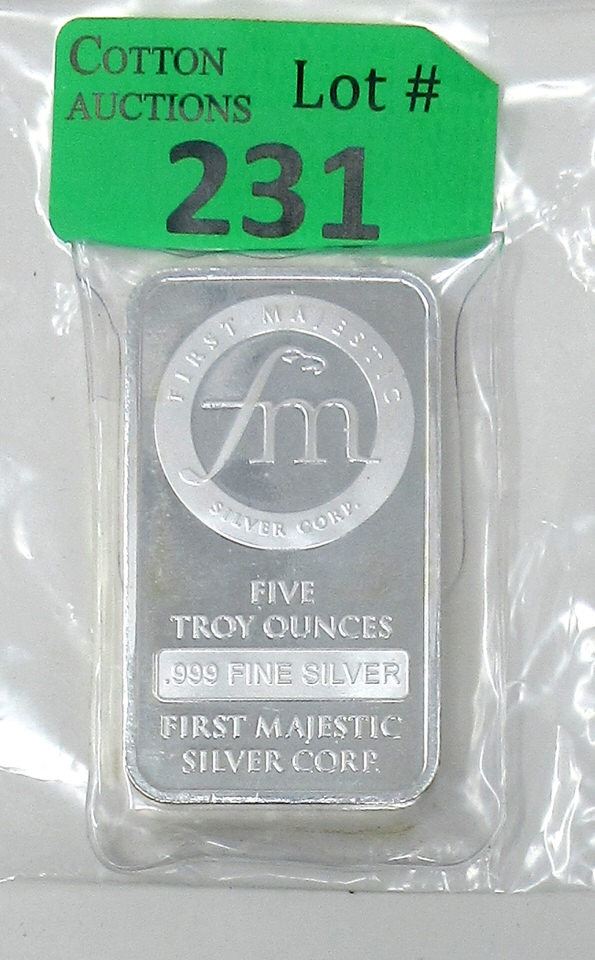 COTTON
AUCTIONS
Lot #
231
FIRST MAJESTIC
fm
SILVER CORP.
FIVE
TROY OUNCES
.999 FINE SILVER
FIRST MAJESTIC
SILVER CORP.